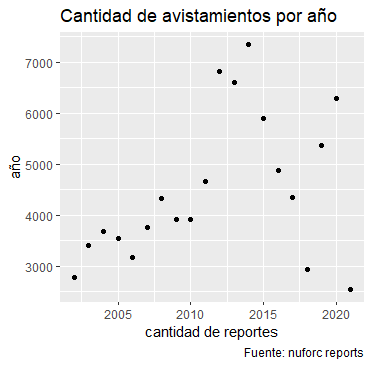 Cantidad de avistamientos por año
7000
6000
5000
4000
3000
año
2005
2010
2015
2020
cantidad de reportes
Fuente: nuforc reports